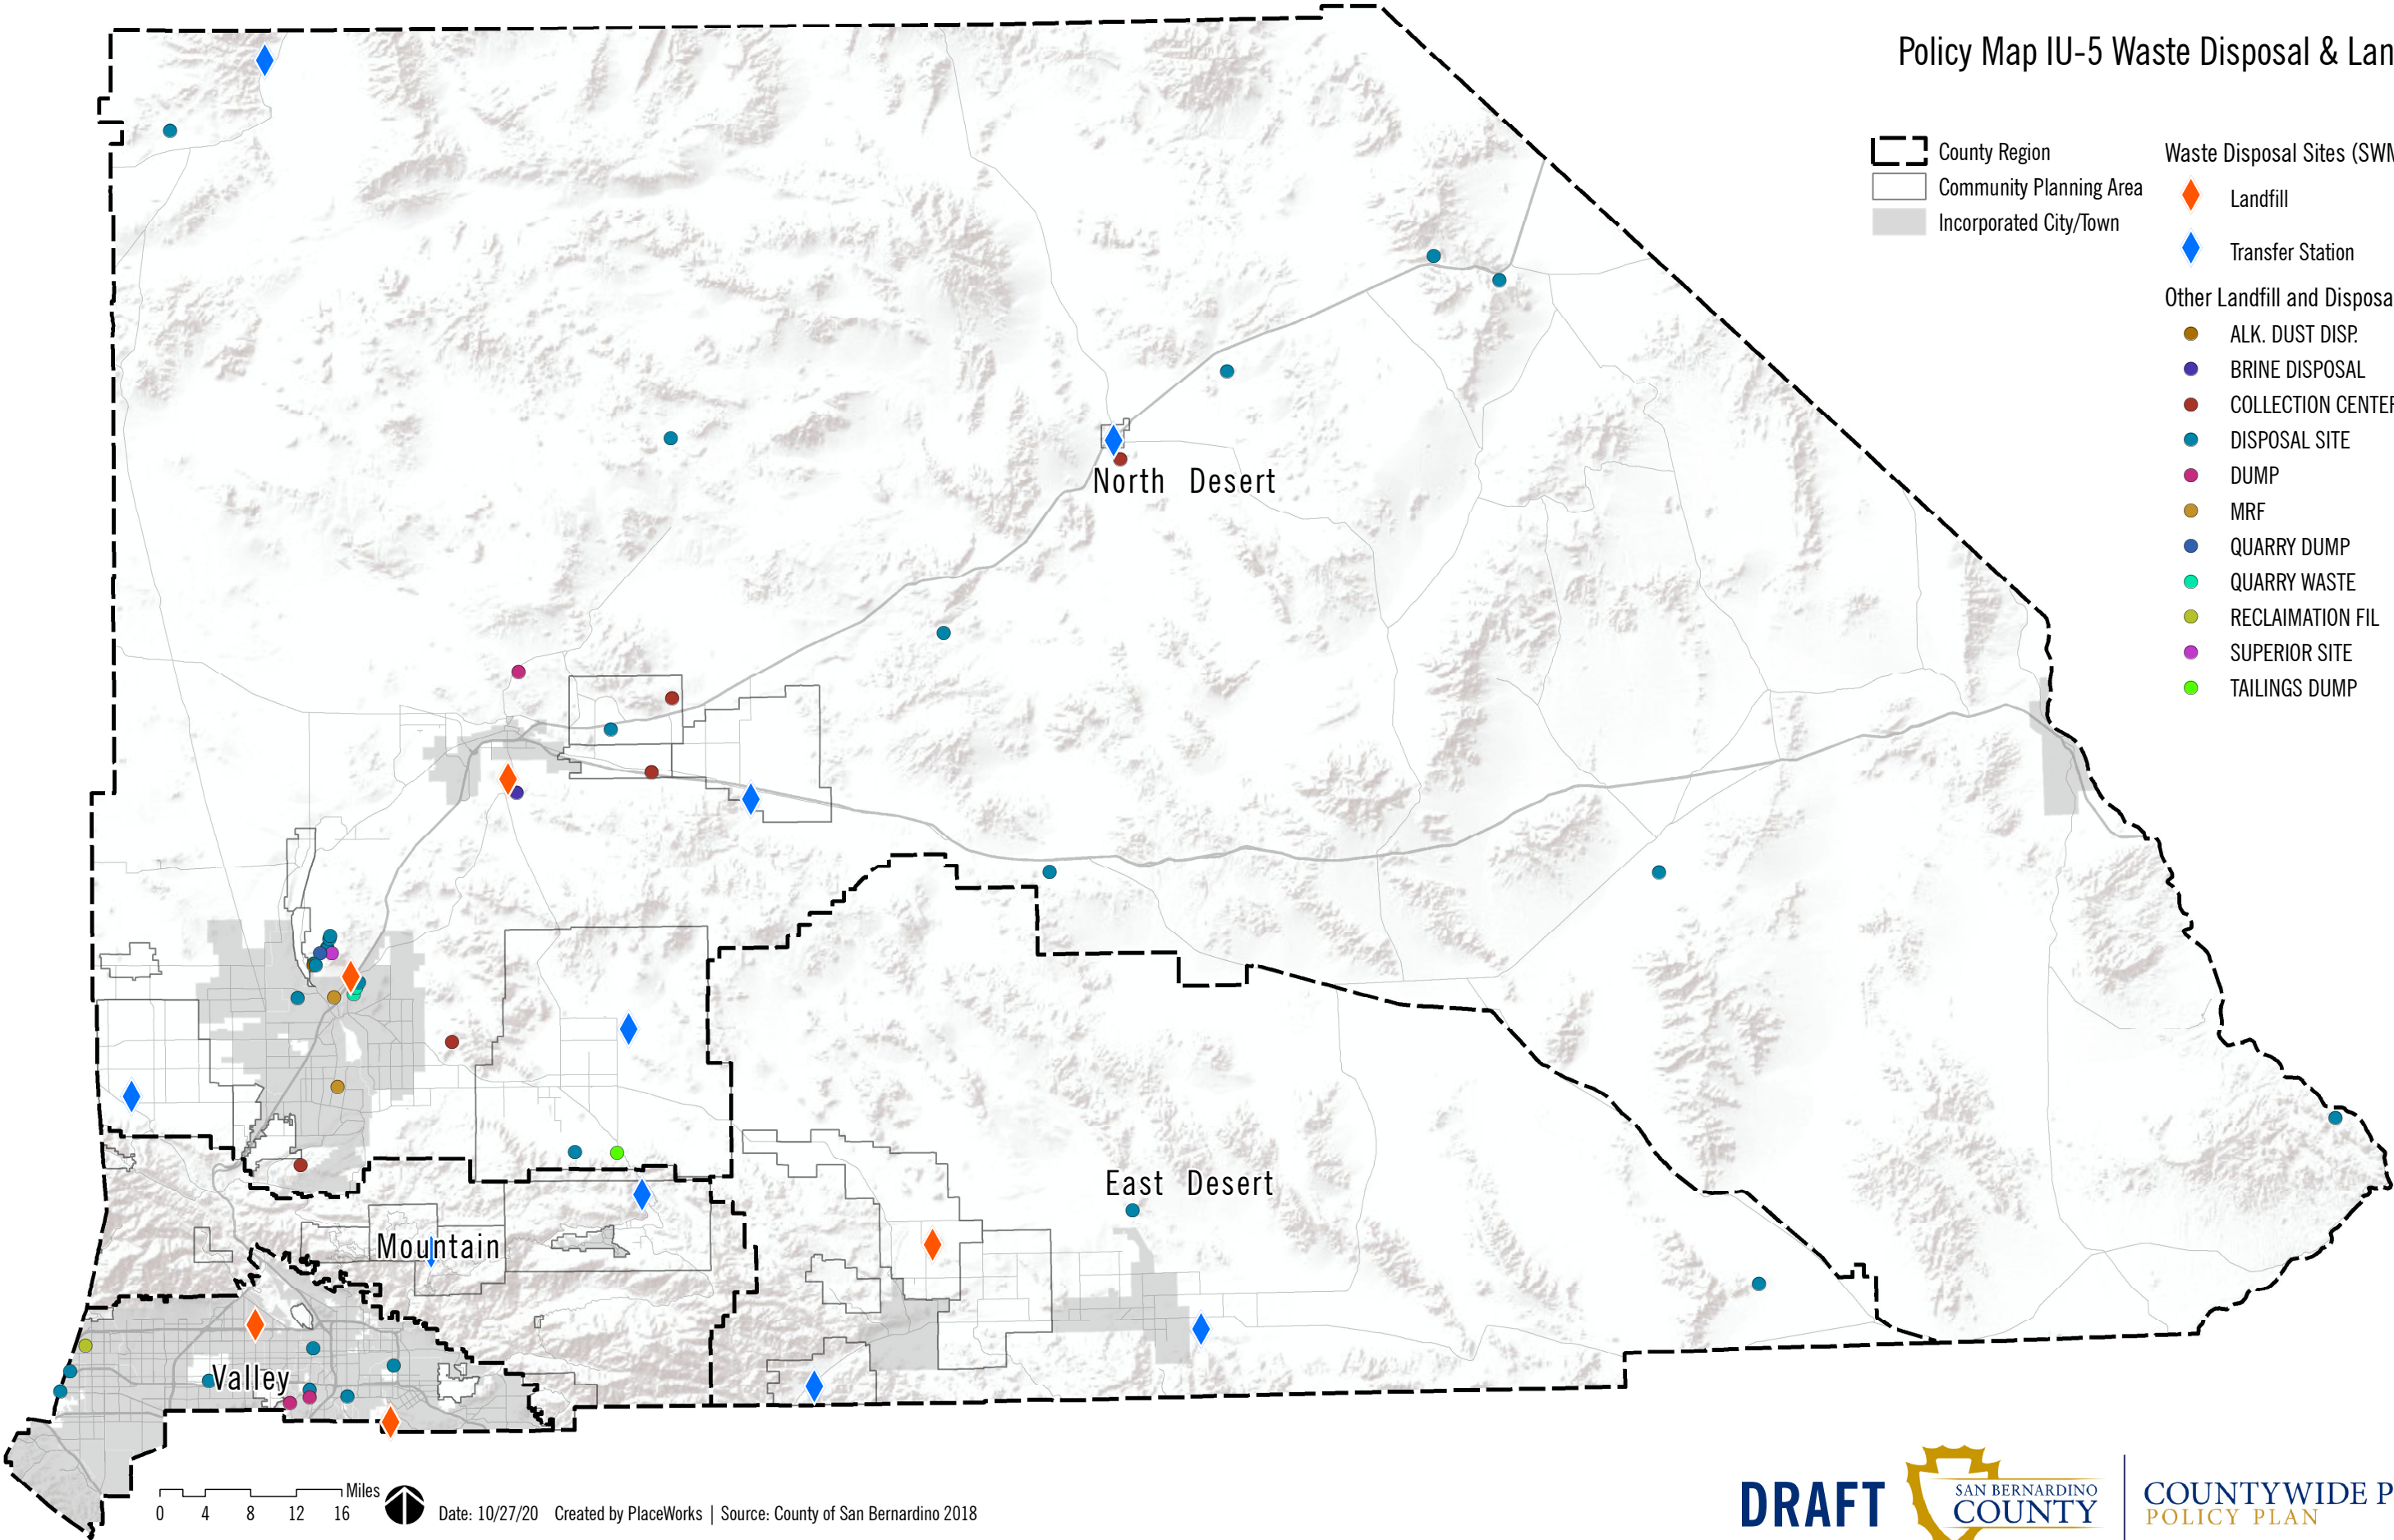 Policy Map IU-5 Waste Disposal & Lan
County Region
Community Planning Area
Incorporated City/Town
Waste Disposal Sites (SWM
Landfill
Transfer Station
Other Landfill and Disposa
ALK. DUST DISP.
BRINE DISPOSAL
COLLECTION CENTER
DISPOSAL SITE
DUMP
MRF
QUARRY DUMP
QUARRY WASTE
RECLAIMATION FIL
SUPERIOR SITE
TAILINGS DUMP
North Desert
East Desert
Mountain
Valley
Miles
0 4 8 12 16
Date: 10/27/20 Created by PlaceWorks | Source: County of San Bernardino 2018
DRAFT
SAN BERNARDINO
COUNTY
COUNTYWIDE P
POLICY PLAN